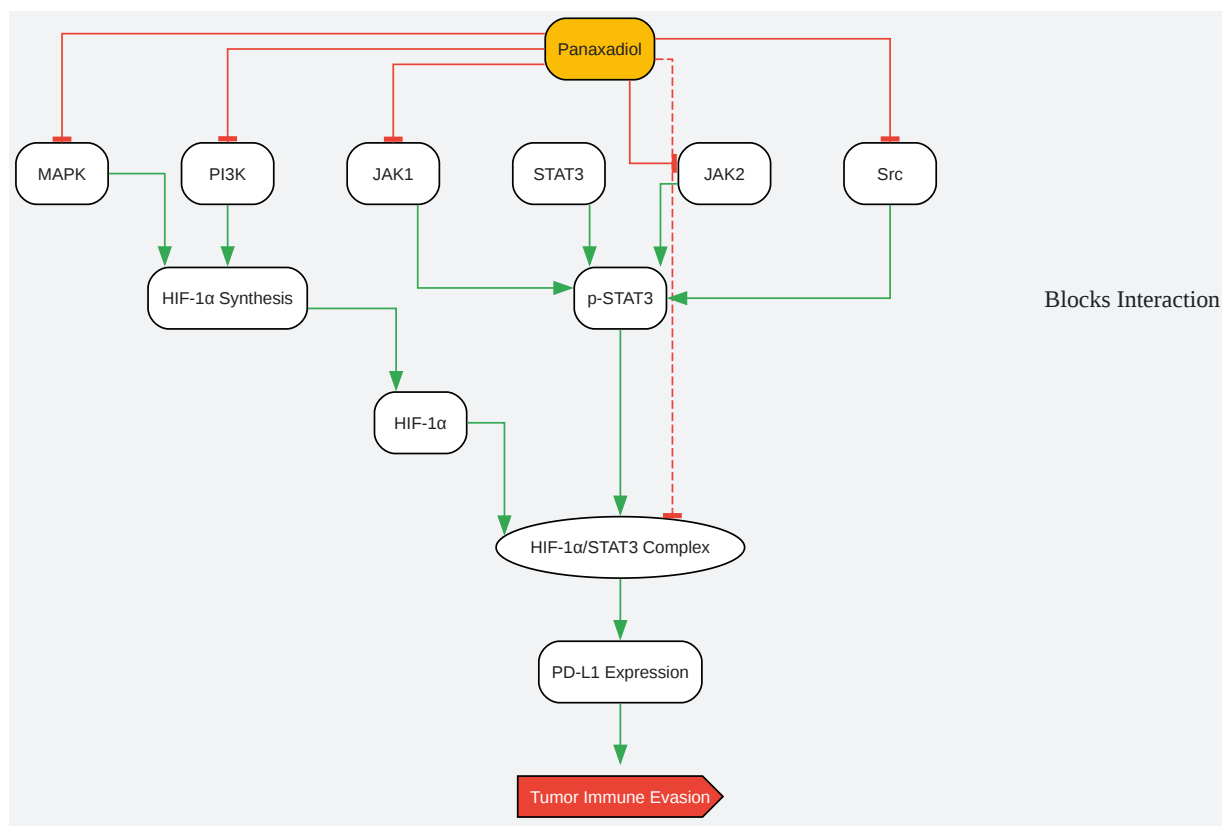 Panaxadiol
MAPK
PI3K
JAK1
STAT3
JAK2
Src
HIF-1α Synthesis
p-STAT3
Blocks Interaction
HIF-1α
HIF-1α/STAT3 Complex
PD-L1 Expression
Tumor Immune Evasion